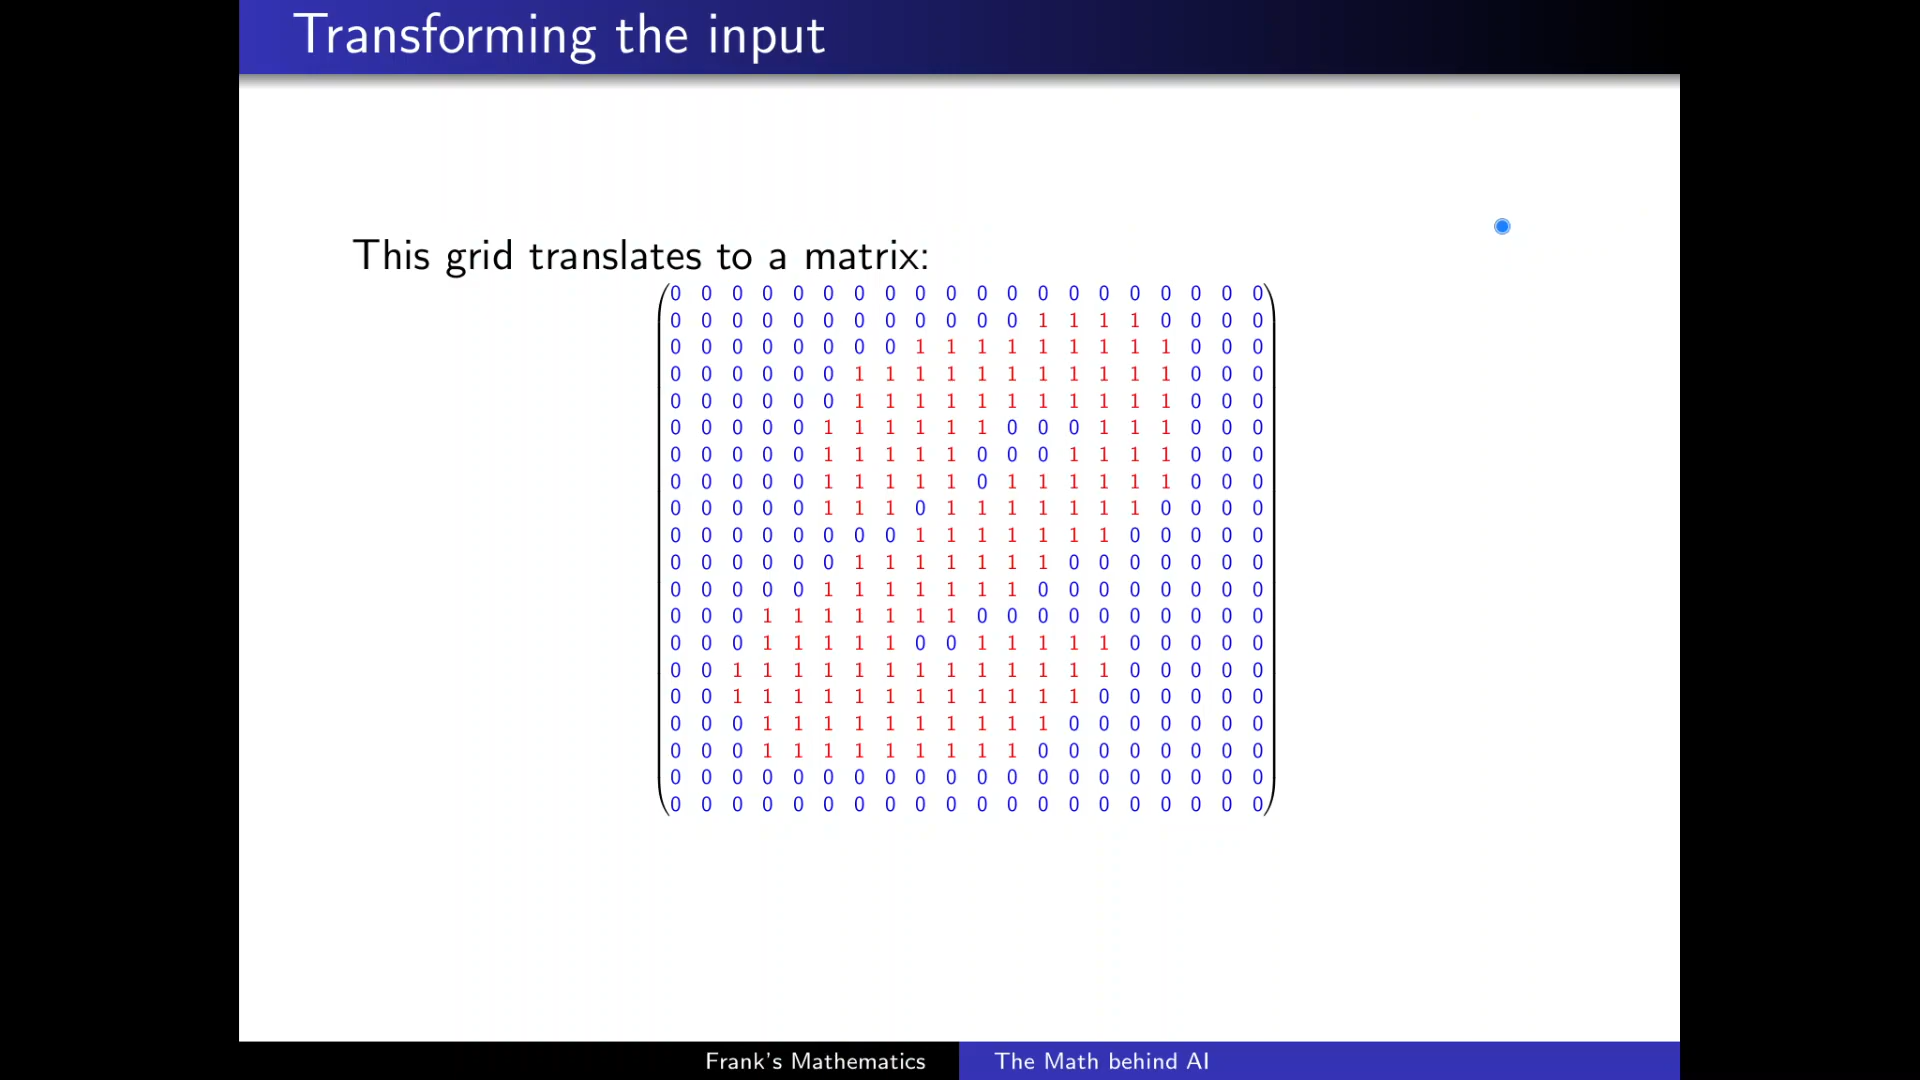 Transforming the input
This grid translates to a matrix:
0 0 0 0 0 0 0 0 0 0 0 0 0 0 0 0 0 0 0 0
0 0 0 0 0 0 0 0 0 0 0 0 1 1 1 1 0 0 0 0
0 0 0 0 0 0 0 0 1 1 1 1 1 1 1 1 1 0 0 0
0 0 0 0 0 0 1 1 1 1 1 1 1 1 1 1 1 0 0 0
0 0 0 0 0 0 1 1 1 1 1 1 1 1 1 1 1 0 0 0
0 0 0 0 0 1 1 1 1 1 1 0 0 0 1 1 1 0 0 0
0 0 0 0 0 1 1 1 1 1 0 0 0 1 1 1 1 0 0 0
0 0 0 0 0 1 1 1 1 1 0 1 1 1 1 1 1 0 0 0
0 0 0 0 0 1 1 1 0 1 1 1 1 1 1 1 0 0 0 0
0 0 0 0 0 0 0 0 1 1 1 1 1 1 1 0 0 0 0 0
0 0 0 0 0 0 1 1 1 1 1 1 1 0 0 0 0 0 0 0
0 0 0 0 0 1 1 1 1 1 1 1 0 0 0 0 0 0 0 0
0 0 0 1 1 1 1 1 1 1 0 0 0 0 0 0 0 0 0 0
0 0 0 1 1 1 1 1 0 0 1 1 1 1 1 0 0 0 0 0
0 0 1 1 1 1 1 1 1 1 1 1 1 1 1 0 0 0 0 0
0 0 1 1 1 1 1 1 1 1 1 1 1 1 0 0 0 0 0 0
0 0 0 1 1 1 1 1 1 1 1 1 1 0 0 0 0 0 0 0
0 0 0 1 1 1 1 1 1 1 1 1 0 0 0 0 0 0 0 0
0 0 0 0 0 0 0 0 0 0 0 0 0 0 0 0 0 0 0 0
0 0 0 0 0 0 0 0 0 0 0 0 0 0 0 0 0 0 0 0
Frank's Mathematics
The Math behind AI